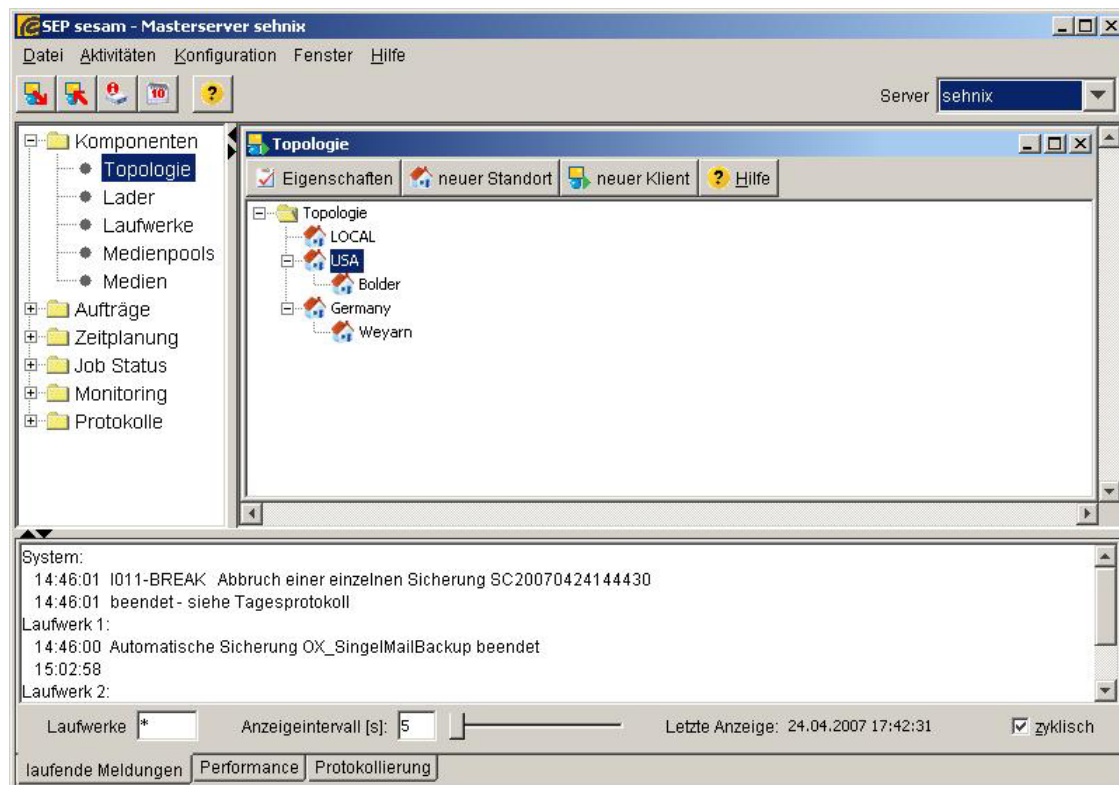 SEP sesam - Masterserver sehnix
Datei Aktivitäten Konfiguration Fenster Hilfe
10 ?
Server sehnix
Komponenten
Topologie
Lader
Laufwerke
Medienpools
Medien
Aufträge
Zeitplanung
Job Status
Monitoring
Protokolle
Topologie
Eigenschaften neuer Standort neuer Klient ? Hilfe
Topologie
LOCAL
USA
Bolder
Germany
Weyarn
System:
14:46:01 I011-BREAK Abbruch einer einzelnen Sicherung SC20070424144430
14:46:01 beendet - siehe Tagesprotokoll
Laufwerk 1:
14:46:00 Automatische Sicherung OX_SingelMailBackup beendet
15:02:58
Laufwerk 2:
Laufwerke * Anzeigeintervall [s]: 5 Letzte Anzeige: 24.04.2007 17:42:31 zyklisch
laufende Meldungen Performance Protokollierung